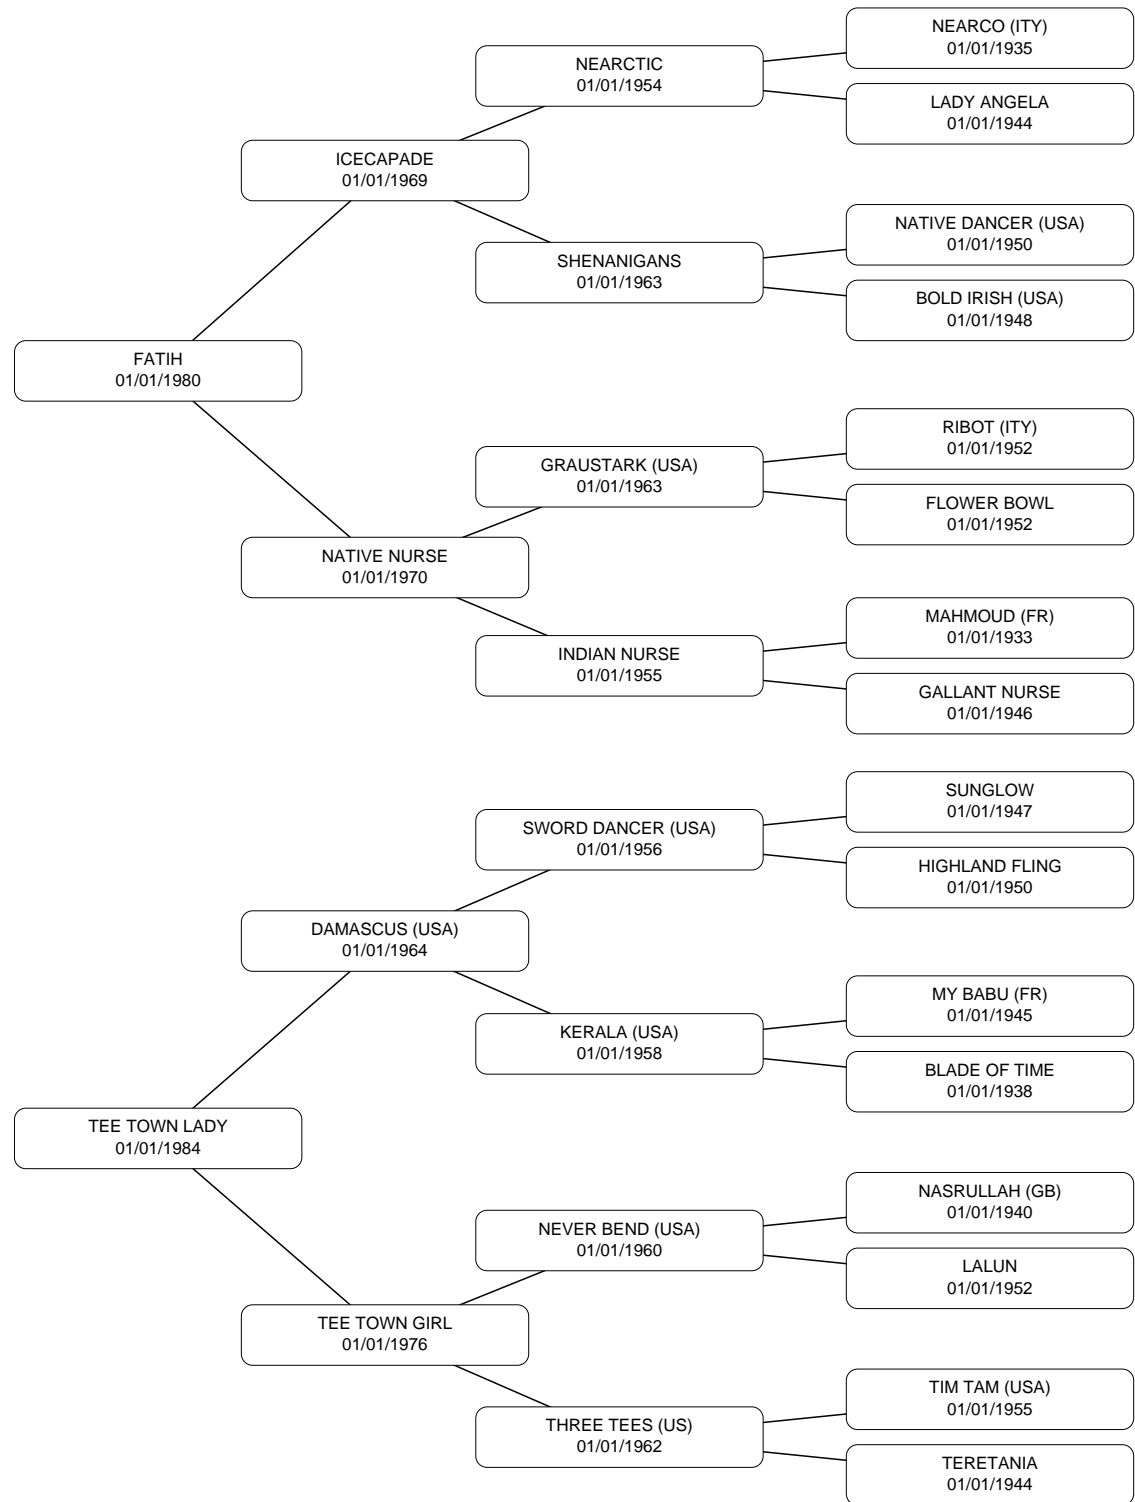 NEARCO (ITY)
01/01/1935
NEARCTIC
01/01/1954
LADY ANGELA
01/01/1944
ICECAPADE
01/01/1969
NATIVE DANCER (USA)
01/01/1950
SHENANIGANS
01/01/1963
BOLD IRISH (USA)
01/01/1948
FATIH
01/01/1980
RIBOT (ITY)
01/01/1952
GRAUSTARK (USA)
01/01/1963
FLOWER BOWL
01/01/1952
NATIVE NURSE
01/01/1970
MAHMOUD (FR)
01/01/1933
INDIAN NURSE
01/01/1955
GALLANT NURSE
01/01/1946
SUNGLOW
01/01/1947
SWORD DANCER (USA)
01/01/1956
HIGHLAND FLING
01/01/1950
DAMASCUS (USA)
01/01/1964
MY BABU (FR)
01/01/1945
KERALA (USA)
01/01/1958
BLADE OF TIME
01/01/1938
TEE TOWN LADY
01/01/1984
NASRULLAH (GB)
01/01/1940
NEVER BEND (USA)
01/01/1960
LALUN
01/01/1952
TEE TOWN GIRL
01/01/1976
TIM TAM (USA)
01/01/1955
THREE TEES (US)
01/01/1962
TERETANIA
01/01/1944